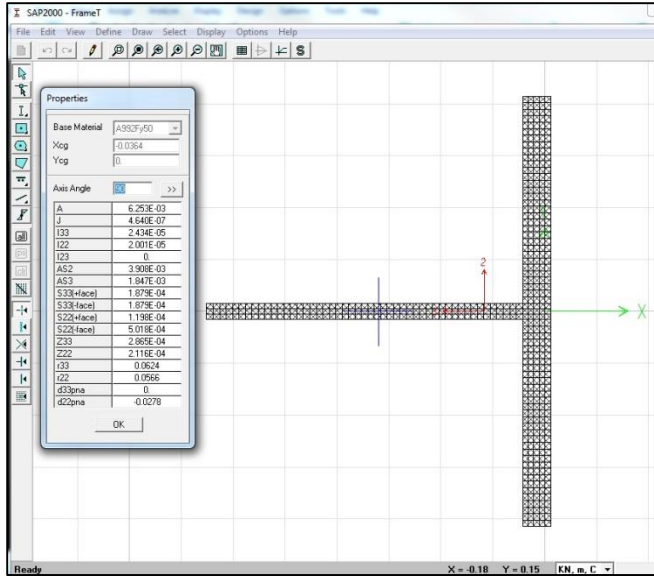 SAP2000 - FrameT
File Edit View Define Draw Select Display Options Help
Properties
Base Material A992Fy50
Xcg -0.0364
Ycg 0.
Axis Angle 90 >>
A 6.253E-03
J 4.640E-07
I33 2.434E-05
I22 2.001E-05
I23 0.
AS2 3.908E-03
AS3 1.847E-03
S33(+face) 1.879E-04
S33(-face) 1.879E-04
S22(+face) 1.198E-04
S22(-face) 5.018E-04
Z33 2.865E-04
Z22 2.116E-04
r33 0.0624
r22 0.0566
d33pna 0.
d22pna -0.0278
OK
2
X
Ready X = -0.18 Y = 0.15 KN, m, C